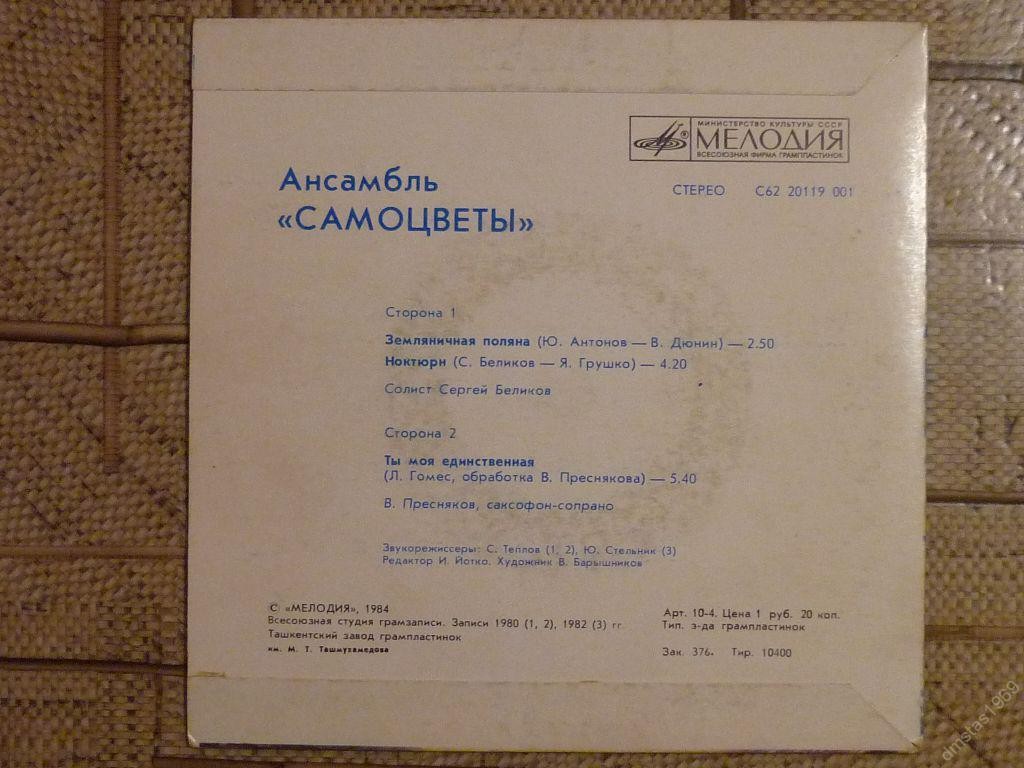 МИНИСТЕРСТВО КУЛЬТУРЫ СССР
МЕЛОДИЯ
ВСЕСОЮЗНАЯ ФИРМА ГРАМПЛАСТИНОК
Ансамбль
«САМОЦВЕТЫ»
СТЕРЕО С62 20119 001
Сторона 1
Земляничная поляна (Ю. Антонов — В. Дюнин) — 2.50
Ноктюрн (С. Беликов — Я. Грушко) — 4.20
Солист Сергей Беликов
Сторона 2
Ты моя единственная
(Л. Гомес, обработка В. Преснякова) — 5.40
В. Пресняков, саксофон-сопрано
Звукорежиссеры: С. Теплов (1, 2), Ю. Стельник (3)
Редактор И. Йотко. Художник В. Барышников
С «МЕЛОДИЯ», 1984
Всесоюзная студия грамзаписи. Записи 1980 (1, 2), 1982 (3) гг.
Ташкентский завод грампластинок
им. М. Т. Ташмухамедова
Арт. 10-4. Цена 1 руб. 20 коп.
Тип. з-да грампластинок
Зак. 376. Тир. 10400
dmstas1969